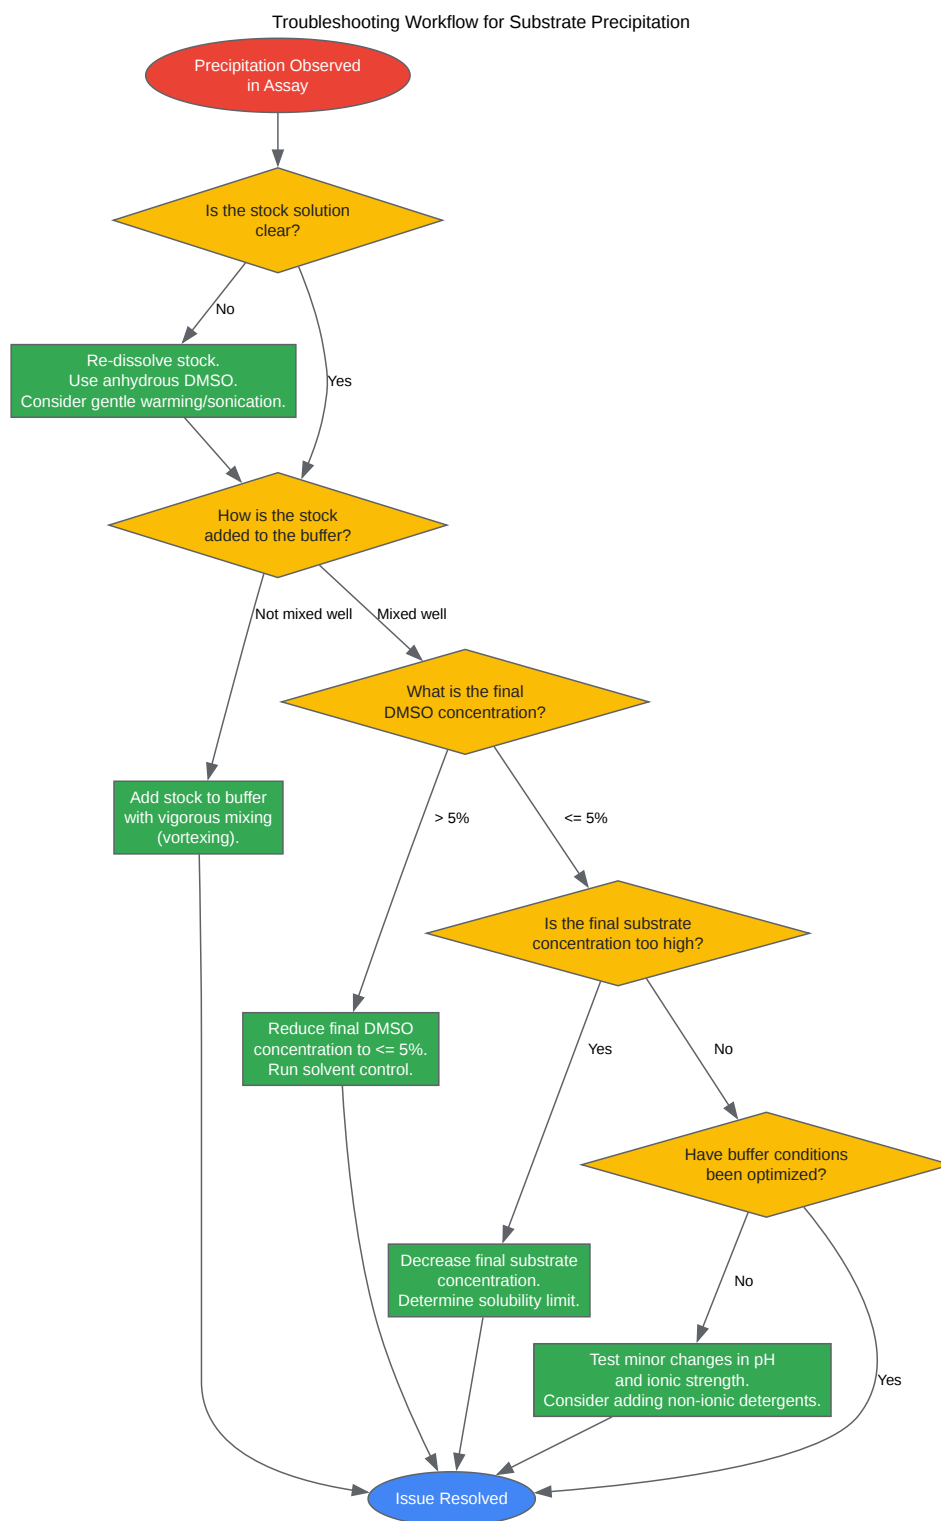 Troubleshooting Workflow for Substrate Precipitation
Precipitation Observed
in Assay
Is the stock solution
clear?
No
Re-dissolve stock.
Use anhydrous DMSO.
Consider gentle warming/sonication.
Yes
How is the stock
added to the buffer?
Not mixed well
Mixed well
What is the final
DMSO concentration?
Add stock to buffer
with vigorous mixing
(vortexing).
> 5%
<= 5%
Is the final substrate
concentration too high?
Reduce final DMSO
concentration to <= 5%.
Run solvent control.
Yes
No
Have buffer conditions
been optimized?
Decrease final substrate
concentration.
Determine solubility limit.
No
Test minor changes in pH
and ionic strength.
Consider adding non-ionic detergents.
Yes
Issue Resolved